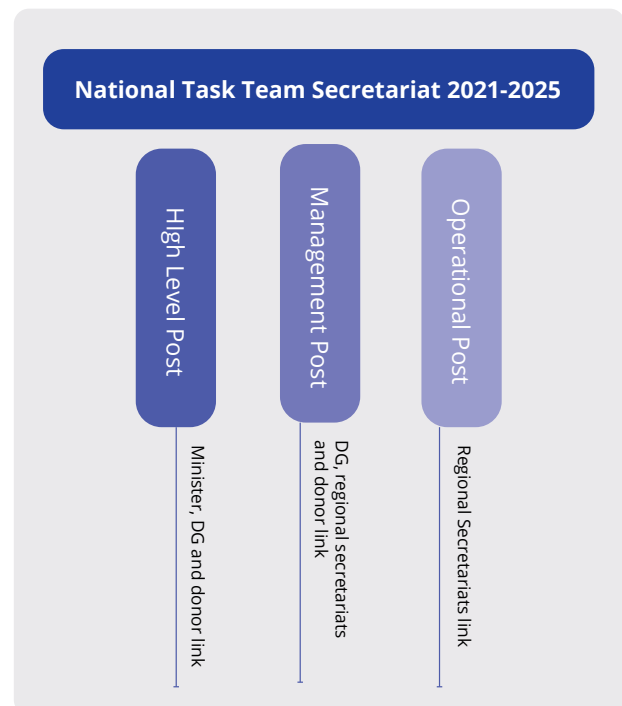 National Task Team Secretariat 2021-2025
HIgh Level Post
Minister, DG and donor link
Management Post
DG, regional secretariats
and donor link
Operational Post
Regional Secretariats link